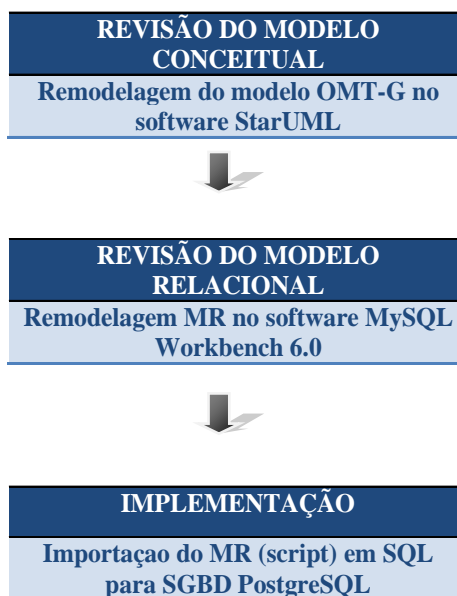 REVISÃO DO MODELO
CONCEITUAL
Remodelagem do modelo OMT-G no
software StarUML
REVISÃO DO MODELO
RELACIONAL
Remodelagem MR no software MySQL
Workbench 6.0
IMPLEMENTAÇÃO
Importaçao do MR (script) em SQL
para SGBD PostgreSQL